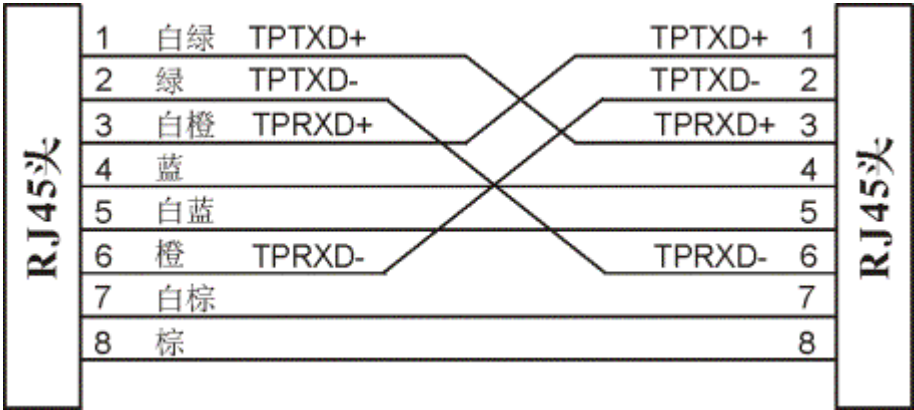 RJ45头
1 白绿 TPTXD+ TPTXD+ 1
2 绿 TPTXD- TPTXD- 2
3 白橙 TPRXD+ TPRXD+ 3
4 蓝 4
5 白蓝 5
6 橙 TPRXD- TPRXD- 6
7 白棕 7
8 棕 8
RJ45头